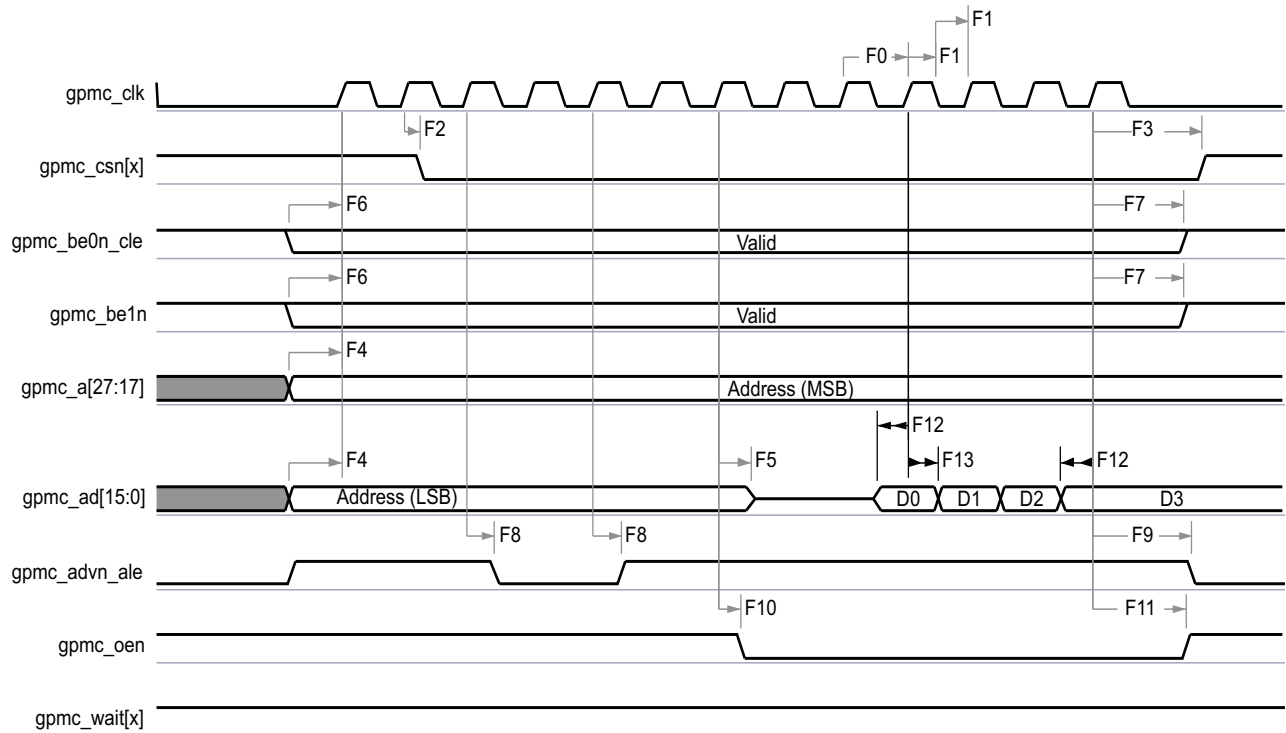 F1
F0 F1
gpmc_clk
F2 F3
gpmc_csn[x]
F6 F7
gpmc_be0n_cle
Valid
F6 F7
gpmc_be1n
Valid
F4
gpmc_a[27:17]
Address (MSB)
F12
F4 F5 F13 F12
gpmc_ad[15:0]
Address (LSB) D0 D1 D2 D3
F8 F8 F9
gpmc_advn_ale
F10 F11
gpmc_oen
gpmc_wait[x]